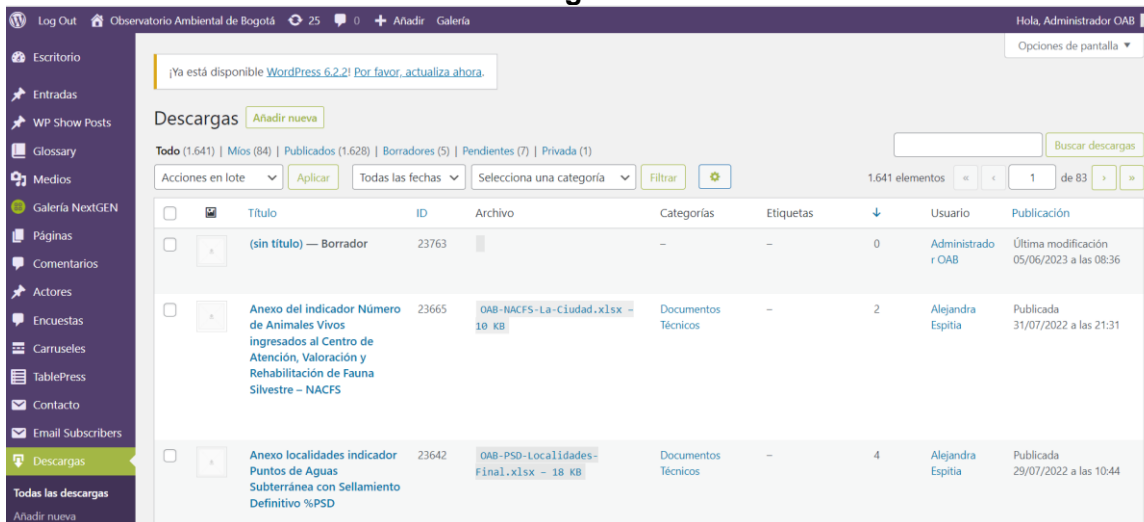 Log Out Observatorio Ambiental de Bogotá 25 0 Añadir Galería Hola, Administrador OAB
Opciones de pantalla
Escritorio
Entradas
WP Show Posts
Glossary
Medios
Galería NextGEN
Páginas
Comentarios
Actores
Encuestas
Carruseles
TablePress
Contacto
Email Subscribers
Descargas
Todas las descargas
Añadir nueva
¡Ya está disponible WordPress 6.2.2! Por favor, actualiza ahora.
Descargas Añadir nueva
Todo (1.641) | Míos (84) | Publicados (1.628) | Borradores (5) | Pendientes (7) | Privada (1)
Buscar descargas
Acciones en lote Aplicar Todas las fechas Selecciona una categoría Filtrar 1.641 elementos « ‹ 1 de 83 › »
Título ID Archivo Categorías Etiquetas Usuario Publicación
(sin título) — Borrador 23763 – – 0 Administrado Última modificación
r OAB 05/06/2023 a las 08:36
Anexo del indicador Número 23665 OAB-NACFS-La-Ciudad.xlsx – Documentos – 2 Alejandra Publicada
de Animales Vivos 10 KB Técnicos Espitia 31/07/2022 a las 21:31
ingresados al Centro de
Atención, Valoración y
Rehabilitación de Fauna
Silvestre – NACFS
Anexo localidades indicador 23642 OAB-PSD-Localidades- Documentos – 4 Alejandra Publicada
Puntos de Aguas Final.xlsx – 18 KB Técnicos Espitia 29/07/2022 a las 10:44
Subterránea con Sellamiento
Definitivo %PSD